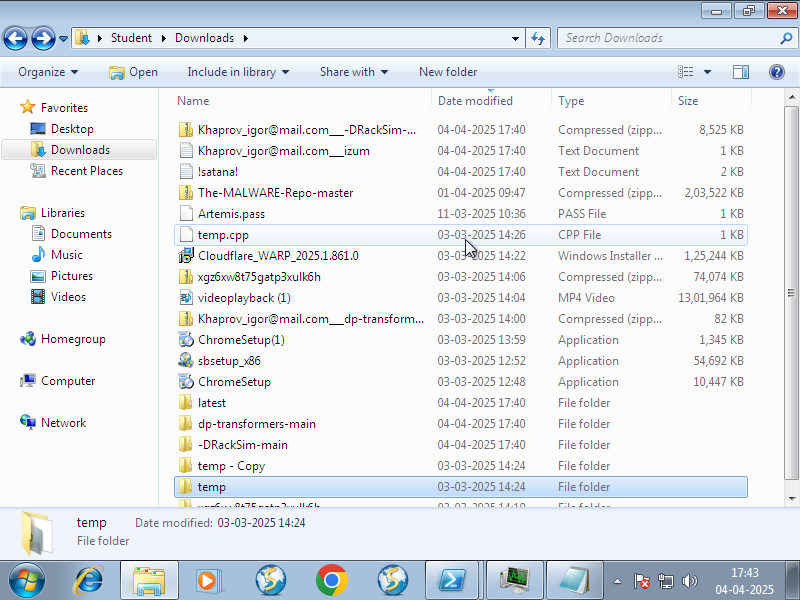 Student Downloads
Search Downloads
Organize Open Include in library Share with New folder
Name Date modified Type Size
Favorites
Desktop
Downloads
Recent Places
Libraries
Documents
Music
Pictures
Videos
Homegroup
Computer
Network
Khaprov_igor@mail.com___-DRackSim-... 04-04-2025 17:40 Compressed (zipp... 8,525 KB
Khaprov_igor@mail.com___izum 04-04-2025 17:40 Text Document 1 KB
!satana! 04-04-2025 17:40 Text Document 2 KB
The-MALWARE-Repo-master 01-04-2025 09:47 Compressed (zipp... 2,03,522 KB
Artemis.pass 11-03-2025 10:36 PASS File 1 KB
temp.cpp 03-03-2025 14:26 CPP File 1 KB
Cloudflare_WARP_2025.1.861.0 03-03-2025 14:22 Windows Installer ... 1,25,244 KB
xgz6xw8t75gatp3xulk6h 03-03-2025 14:06 Compressed (zipp... 74,074 KB
videoplayback (1) 03-03-2025 14:04 MP4 Video 13,01,964 KB
Khaprov_igor@mail.com___dp-transform... 03-03-2025 14:00 Compressed (zipp... 82 KB
ChromeSetup(1) 03-03-2025 13:59 Application 1,345 KB
sbsetup_x86 03-03-2025 12:52 Application 54,692 KB
ChromeSetup 03-03-2025 12:48 Application 10,447 KB
latest 04-04-2025 17:40 File folder
dp-transformers-main 04-04-2025 17:40 File folder
-DRackSim-main 04-04-2025 17:40 File folder
temp - Copy 03-03-2025 14:24 File folder
temp 03-03-2025 14:24 File folder
temp Date modified: 03-03-2025 14:24
File folder
17:43
04-04-2025